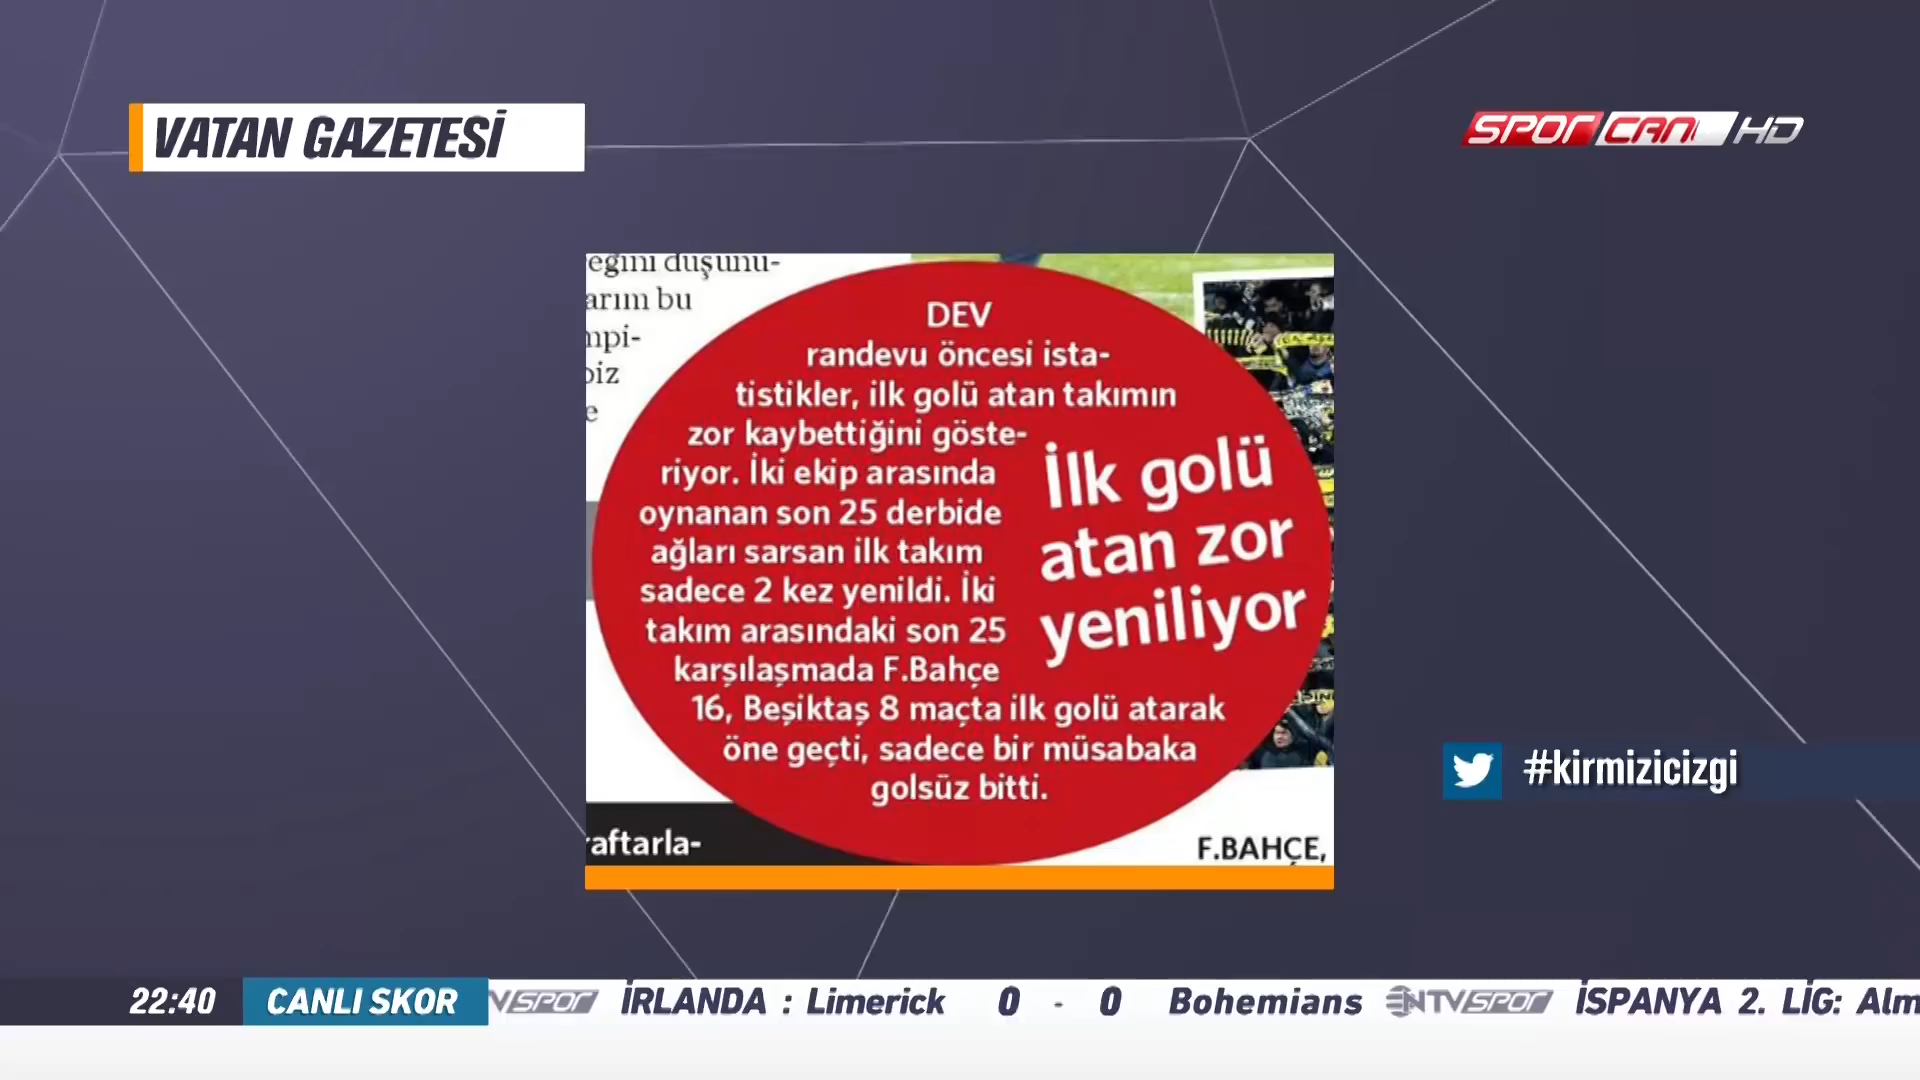 VATAN GAZETESİ
SPOR CANLI HD
eğini düşünü-
arım bu
mpi-
biz
e
DEV
randevu öncesi ista-
tistikler, ilk golü atan takımın
zor kaybettiğini göste-
riyor. İki ekip arasında
oynanan son 25 derbide
ağları sarsan ilk takım
sadece 2 kez yenildi. İki
takım arasındaki son 25
karşılaşmada F.Bahçe
16, Beşiktaş 8 maçta ilk golü atarak
öne geçti, sadece bir müsabaka
golsüz bitti.
İlk golü
atan zor
yeniliyor
raftarla-
F.BAHÇE,
#kirmizicizgi
22:40 CANLI SKOR VSPOR İRLANDA : Limerick 0 - 0 Bohemians NTVSPOR İSPANYA 2. LİG: Alm